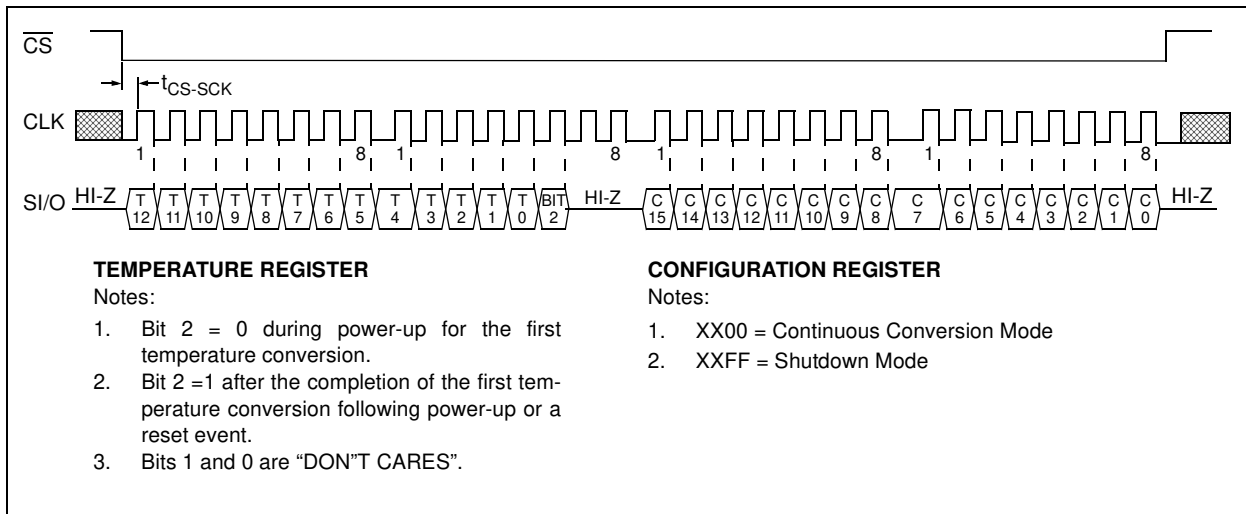 CS
tCS-SCK
CLK
1 8 1 8 1 8 1 8
SI/O HI-Z T 12 T 11 T 10 T 9 T 8 T 7 T 6 T 5 T 4 T 3 T 2 T 1 T 0 BIT 2 HI-Z C 15 C 14 C 13 C 12 C 11 C 10 C 9 C 8 C 7 C 6 C 5 C 4 C 3 C 2 C 1 C 0 HI-Z
TEMPERATURE REGISTER
Notes:
1. Bit 2 = 0 during power-up for the first
temperature conversion.
2. Bit 2 =1 after the completion of the first tem-
perature conversion following power-up or a
reset event.
3. Bits 1 and 0 are “DON"T CARES”.
CONFIGURATION REGISTER
Notes:
1. XX00 = Continuous Conversion Mode
2. XXFF = Shutdown Mode